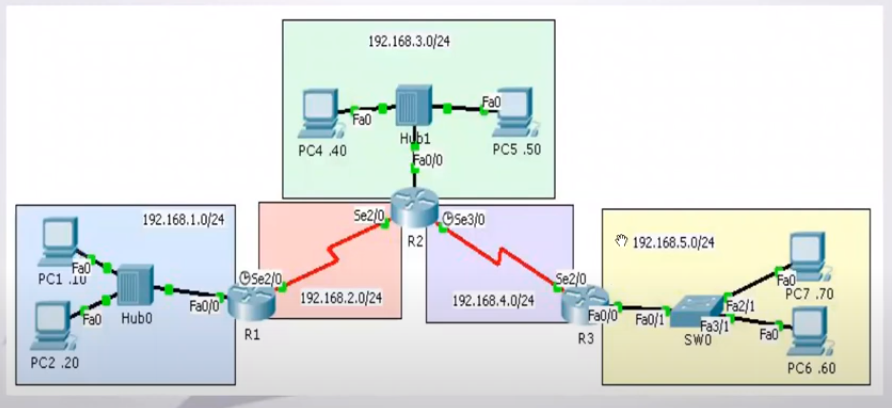 192.168.3.0/24
Fa0
Fa0
Hub1
PC4 .40
PC5 .50
Fa0/0
192.168.1.0/24
Se2/0
Se3/0
R2
192.168.5.0/24
PC1 .10
Fa0
Se2/0
Se2/0
Fa0
PC7 .70
192.168.2.0/24
192.168.4.0/24
Fa0/0
Fa0/0
Fa0/1
Fa2/1
Fa0
Hub0
Fa3/1
Fa0
R1
R3
SW0
PC2 .20
PC6 .60